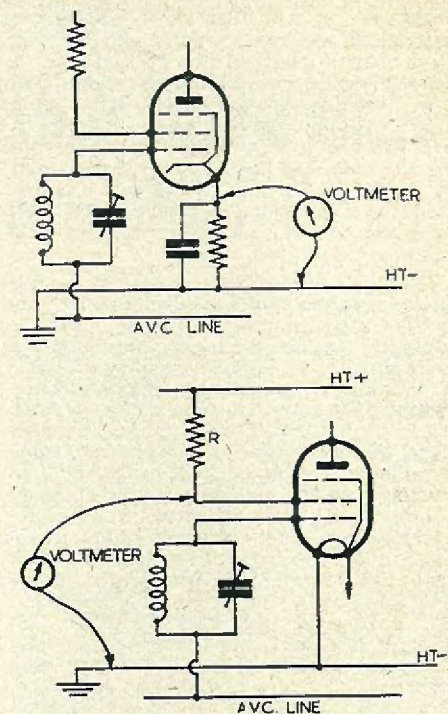 VOLTMETER
HT-
A.V.C. LINE
HT+
R
VOLTMETER
HT-
A.V.C. LINE